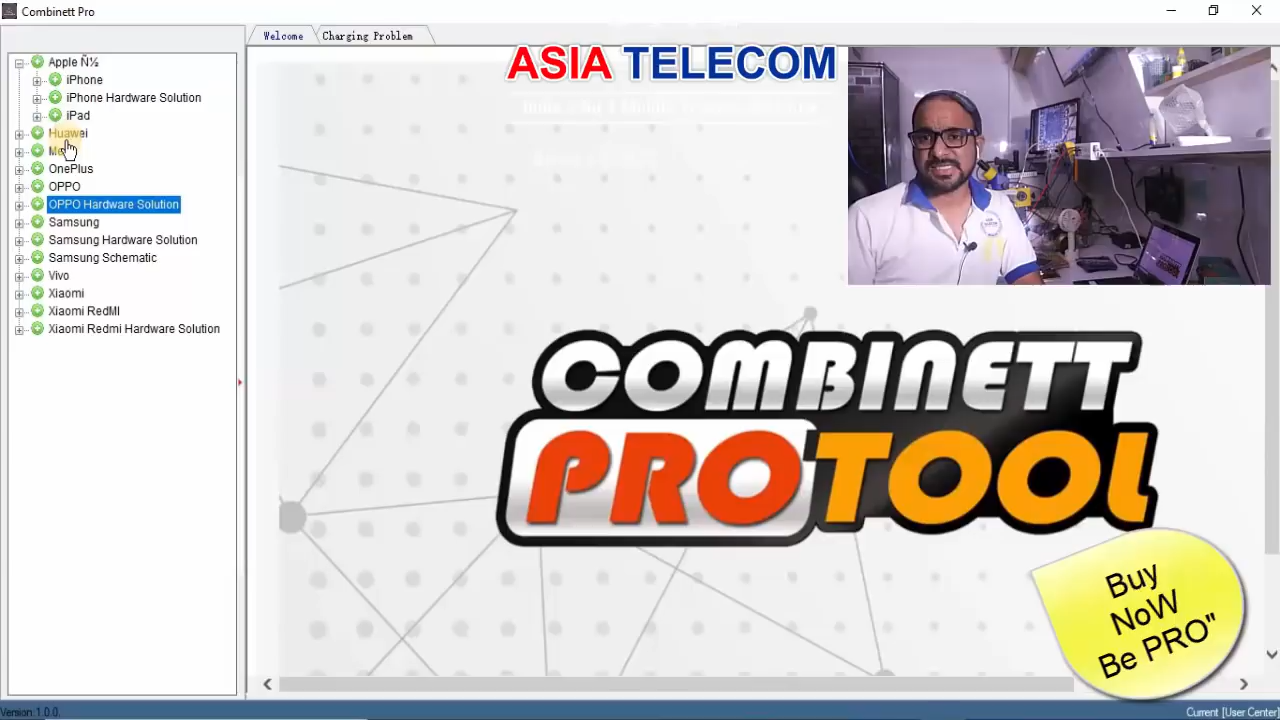 Combinett Pro
Welcome
Charging Problem
ASIA TELECOM
Apple Ñ½
iPhone
iPhone Hardware Solution
iPad
Huawei
OnePlus
OPPO
OPPO Hardware Solution
Samsung
Samsung Hardware Solution
Samsung Schematic
Vivo
Xiaomi
Xiaomi RedMI
Xiaomi Redmi Hardware Solution
COMBINETT
PROTOOL
Buy
NoW
Be PRO"
Version:1.0.0.
Current [User Center]